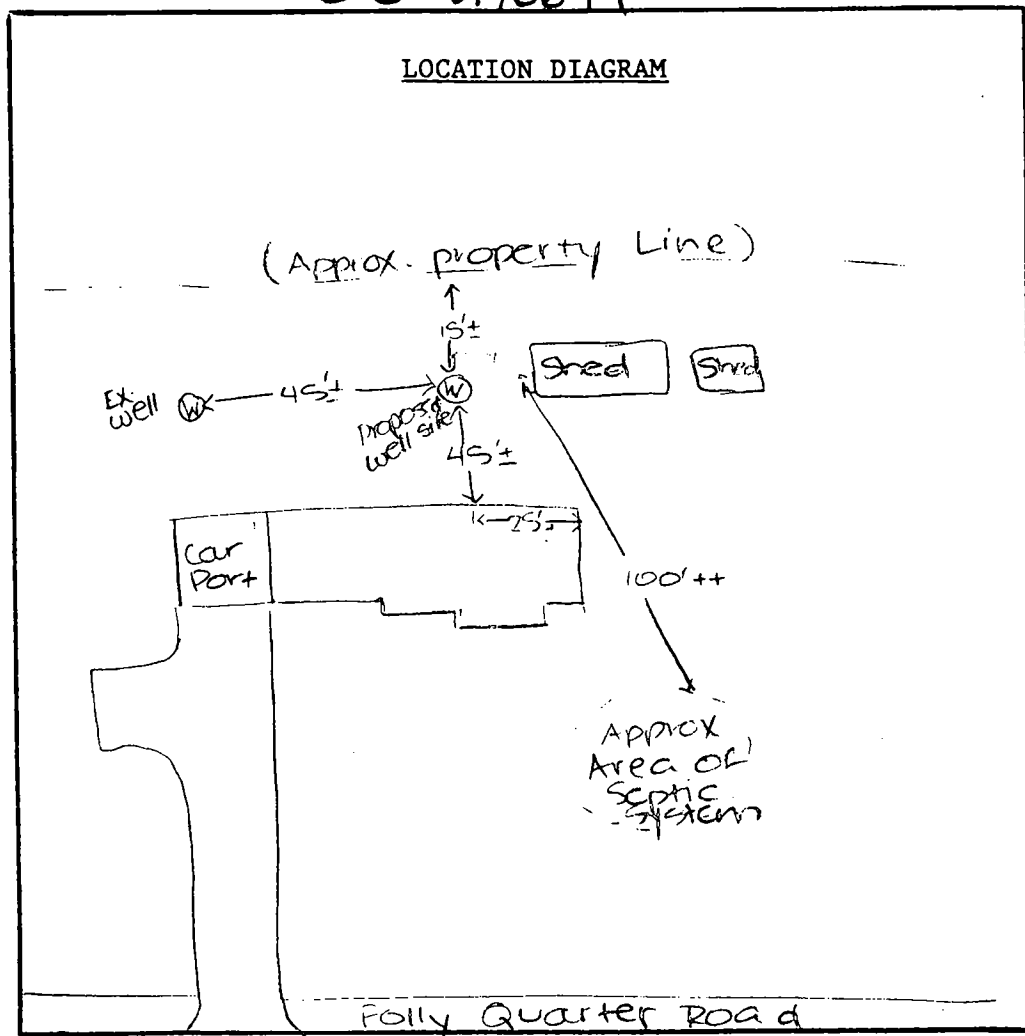 LOCATION DIAGRAM
(Approx. property Line)
15'±
Shed
Shed
Ex.
well
W
45'±
W
proposed
well site
45'±
25'±
Car
Port
100'++
Approx
Area of
Septic
System
Folly Quarter Road